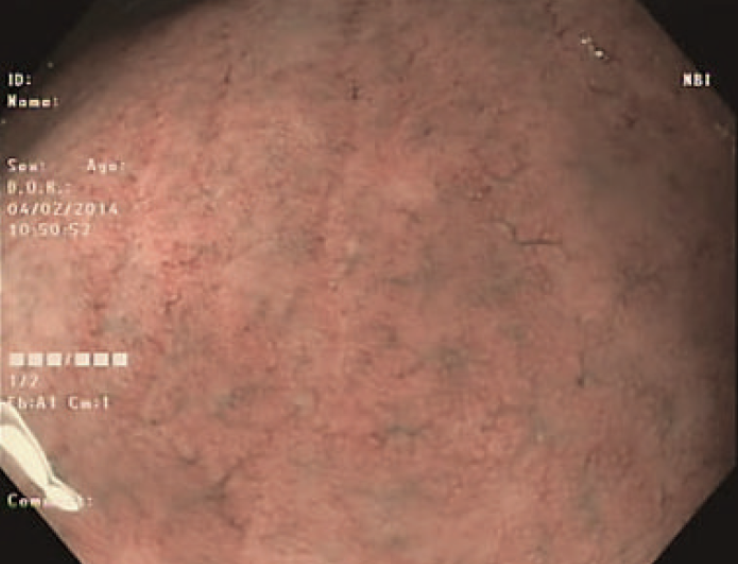 ID:
NBI
Name:
Sex: Age:
D.O.B.:
04/02/2014
10:50:52
1/2
Eh:A1 Cm:1
Comment: